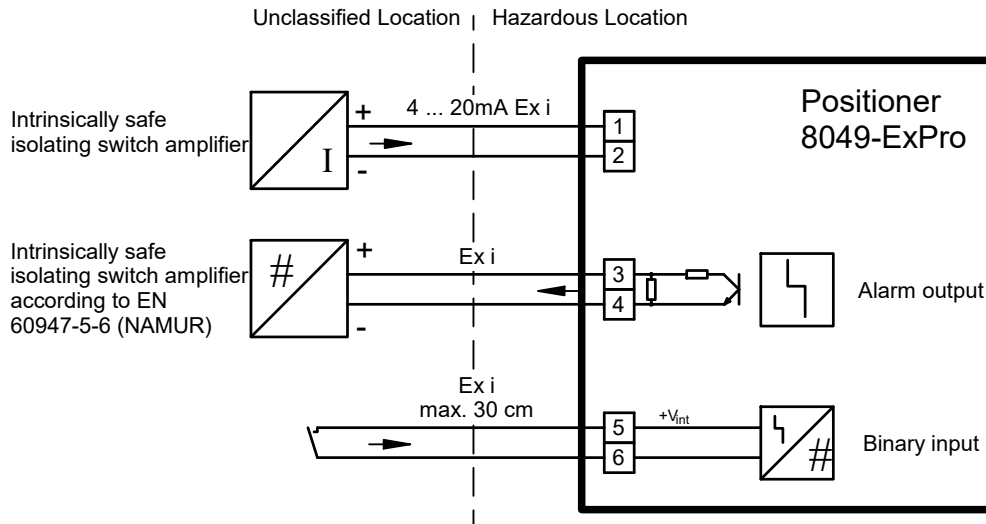 Unclassified Location
Hazardous Location
Intrinsically safe
isolating switch amplifier
+
-
I
4 ... 20mA Ex i
1
2
Positioner
8049-ExPro
Intrinsically safe
isolating switch amplifier
according to EN
60947-5-6 (NAMUR)
#
+
-
Ex i
3
4
Alarm output
Ex i
max. 30 cm
5
6
+Vint
#
Binary input